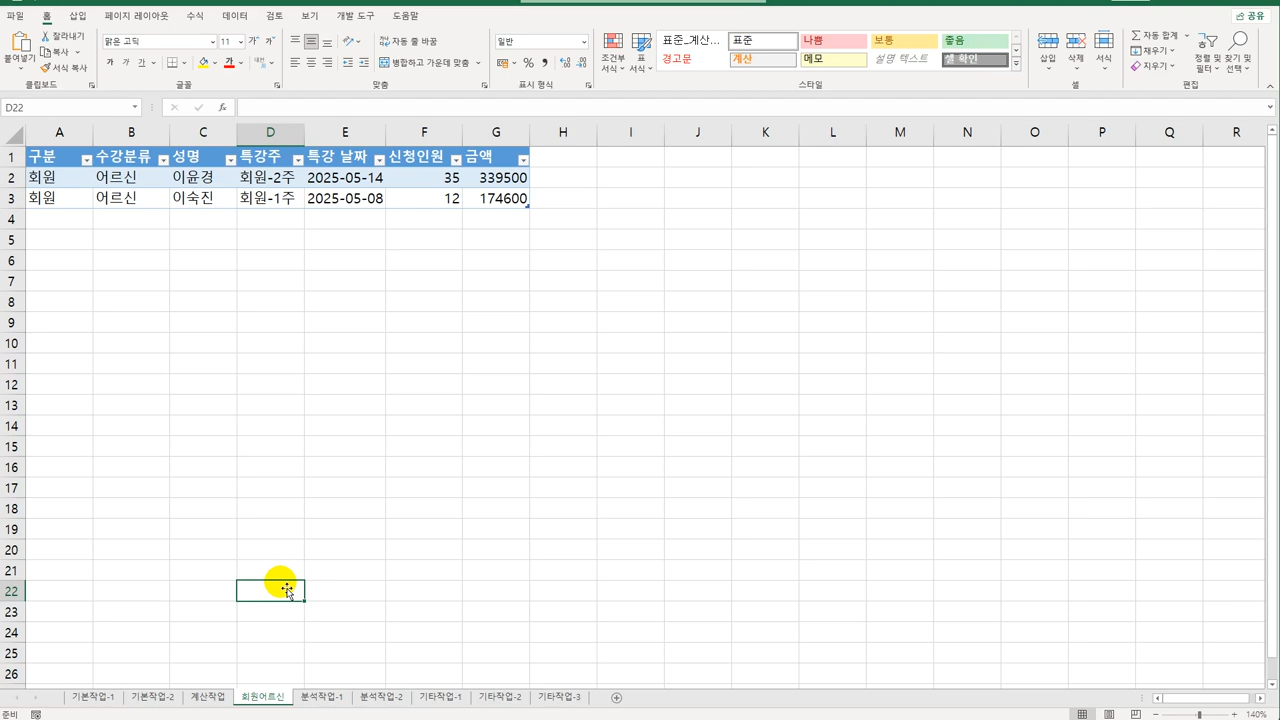 파일 홈 삽입 페이지 레이아웃 수식 데이터 검토 보기 개발 도구 도움말 공유
붙여넣기 잘라내기 복사 서식 복사 클립보드
맑은 고딕 11 가 가
가 가 가 가 글꼴
자동 줄 바꿈
병합하고 가운데 맞춤 맞춤
일반
% 표시 형식
조건부 서식 표 서식
표준_계산... 표준 나쁨 보통 좋음
경고문 계산 메모 설명 텍스트 셀 확인
스타일
삽입 삭제 서식 셀
자동 합계 채우기 지우기 정렬 및 필터 찾기 및 선택 편집
D22 fx
A B C D E F G H I J K L M N O P Q R
1 구분 수강분류 성명 특강주 특강 날짜 신청인원 금액
2 회원 어르신 이윤경 회원-2주 2025-05-14 35 339500
3 회원 어르신 이숙진 회원-1주 2025-05-08 12 174600
4
5
6
7
8
9
10
11
12
13
14
15
16
17
18
19
20
21
22
23
24
25
26
기본작업-1 기본작업-2 계산작업 회원어르신 분석작업-1 분석작업-2 기타작업-1 기타작업-2 기타작업-3
준비 140%